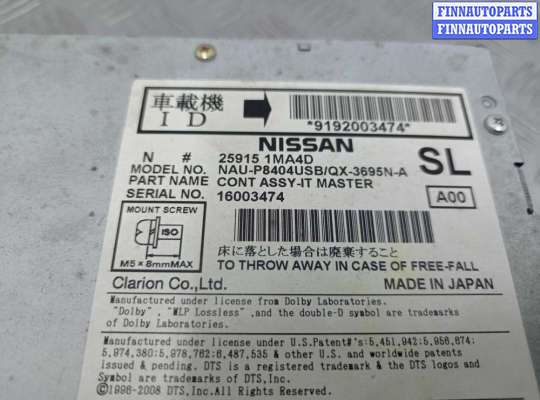 FINNAUTOPARTS
FINNAUTOPARTS
車載機
I D
*9192003474*
NISSAN
N # 25915 1MA4D
SL
MODEL NO. NAU-P8404USB/QX-3695N-A
PART NAME CONT ASSY-IT MASTER
SERIAL NO. 16003474
A00
MOUNT SCREW
ISO
M5×8mmMAX
床に落とした場合は廃棄すること
TO THROW AWAY IN CASE OF FREE-FALL
Clarion Co.,Ltd.
MADE IN JAPAN
Manufactured under license from Dolby Laboratories.
"Dolby", "MLP Lossless",and the double-D symbol are trademarks
of Dolby Laboratories.
Manufactured under license under U.S.Patent#'s:5,451,942;5,956,674;
5,974,380;5,978,762;6,487,535 & other U.S. and worldwide patents
issued & pending. DTS is a registered trademark & the DTS logos and
Symbol are trademarks of DTS,Inc.
©1996-2008 DTS,Inc.All Rights Reserved.
FINNAUTOPARTS
FINNAUTOPARTS